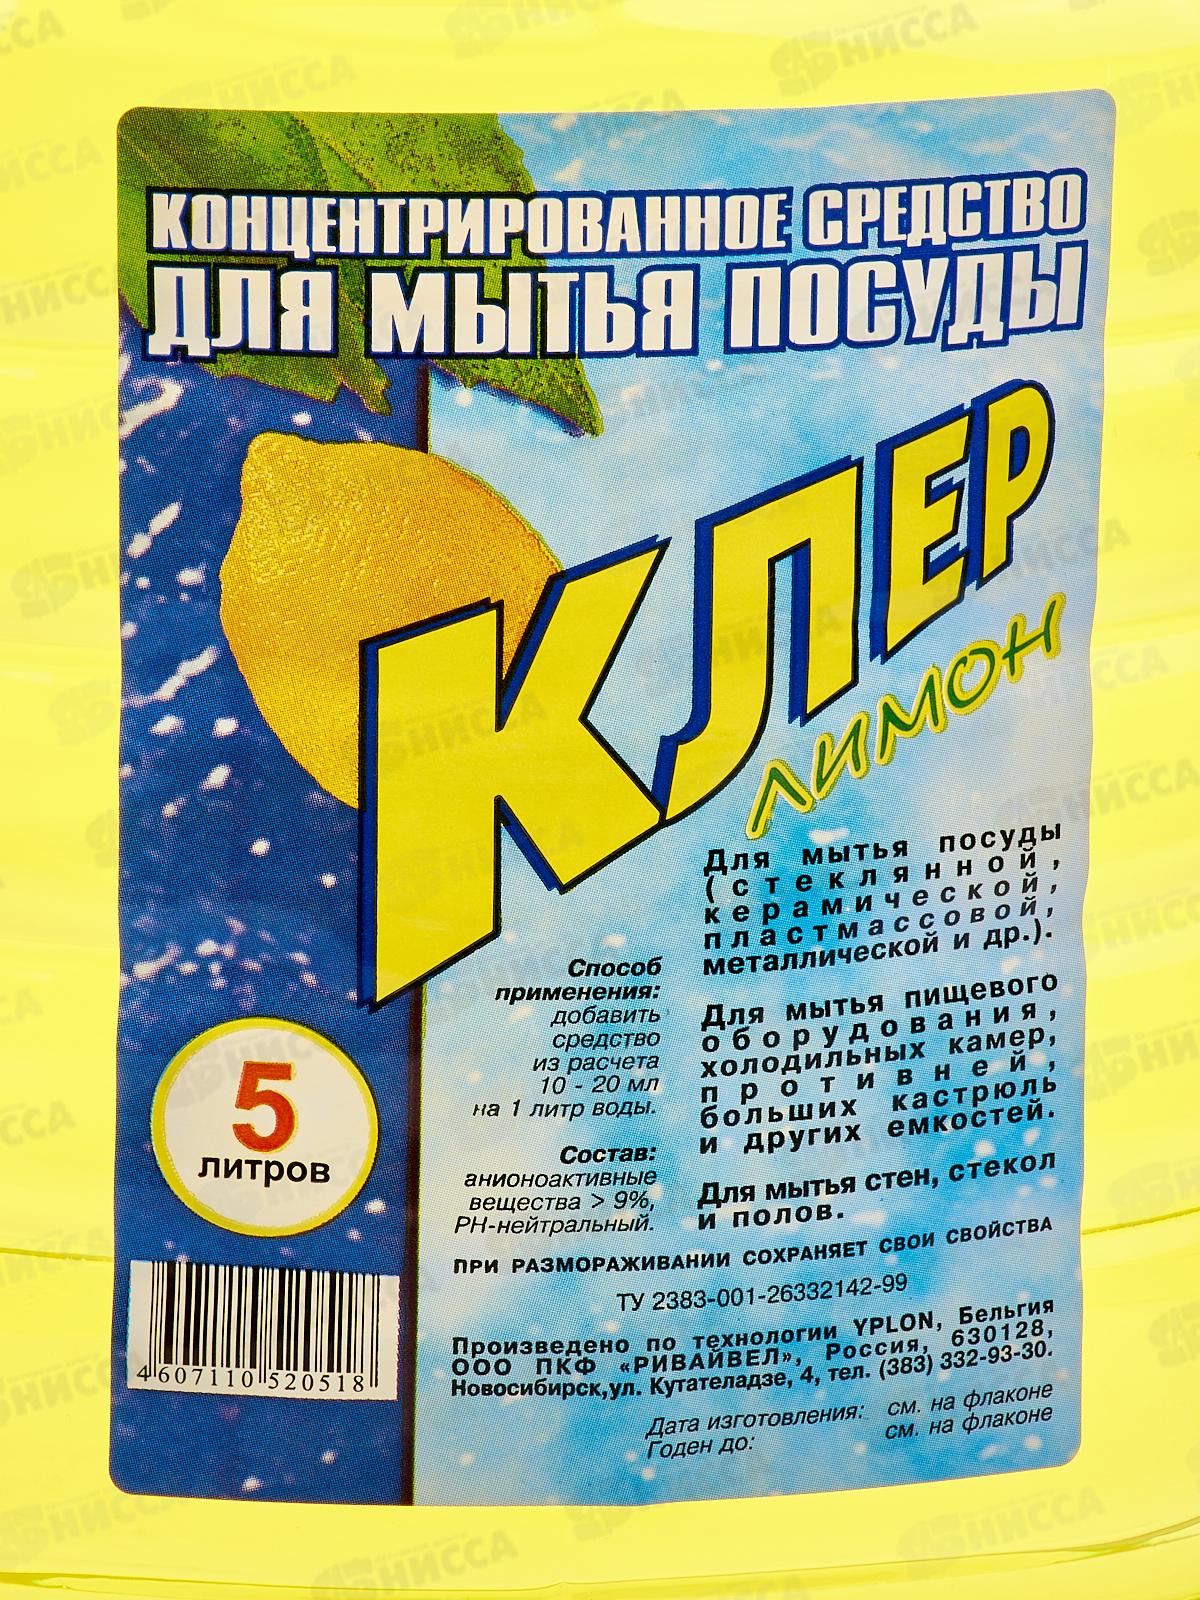 КОНЦЕНТРИРОВАННОЕ СРЕДСТВО
ДЛЯ МЫТЬЯ ПОСУДЫ
КЛЕР
ЛИМОН
Для мытья посуды
(стеклянной,
керамической,
пластмассовой,
металлической и др.).
Для мытья пищевого
оборудования,
холодильных камер,
противней,
больших кастрюль
и других емкостей.
Для мытья стен, стекол
и полов.
Способ
применения:
добавить
средство
из расчета
10 - 20 мл
на 1 литр воды.
Состав:
анионоактивные
вещества > 9%,
РН-нейтральный.
5
литров
ПРИ РАЗМОРАЖИВАНИИ СОХРАНЯЕТ СВОИ СВОЙСТВА
ТУ 2383-001-26332142-99
Произведено по технологии YPLON, Бельгия
ООО ПКФ «РИВАЙВЕЛ», Россия, 630128,
Новосибирск,ул. Кутателадзе, 4, тел. (383) 332-93-30.
Дата изготовления: см. на флаконе
Годен до: см. на флаконе
4 607110 520518
НИССА